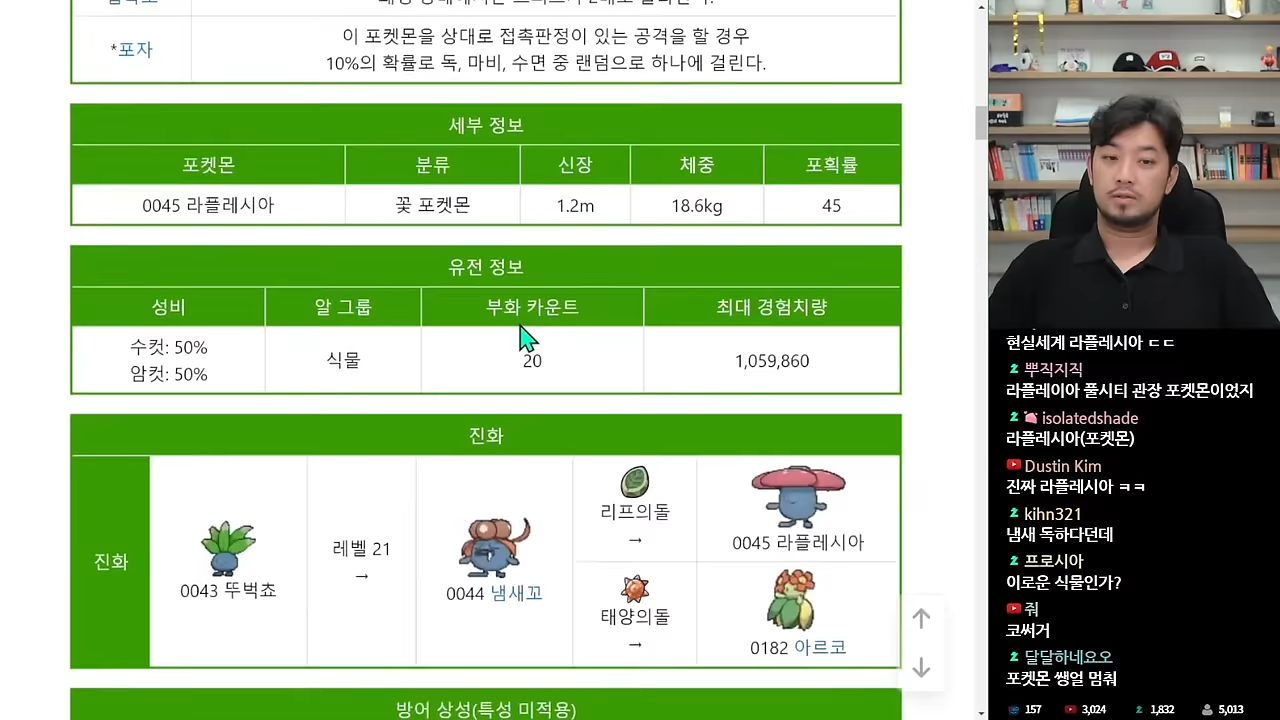 *포자
이 포켓몬을 상대로 접촉판정이 있는 공격을 할 경우
10%의 확률로 독, 마비, 수면 중 랜덤으로 하나에 걸린다.
세부 정보
포켓몬 분류 신장 체중 포획률
0045 라플레시아 꽃 포켓몬 1.2m 18.6kg 45
유전 정보
성비 알 그룹 부화 카운트 최대 경험치량
수컷: 50%
암컷: 50%
식물 20 1,059,860
진화
진화
0043 뚜벅쵸
레벨 21
→
0044 냄새꼬
리프의돌
→
0045 라플레시아
태양의돌
→
0182 아르코
방어 상성(특성 미적용)
현실세계 라플레시아 ㄷㄷ
뿌직지직
라플레이아 풀시티 관장 포켓몬이었지
isolatedshade
라플레시아(포켓몬)
Dustin Kim
진짜 라플레시아 ㅋㅋ
kihn321
냄새 독하다던데
프로시아
이로운 식물인가?
줘
코써거
달달하네요오
포켓몬 쌩얼 멈춰
157 3,024 1,832 5,013